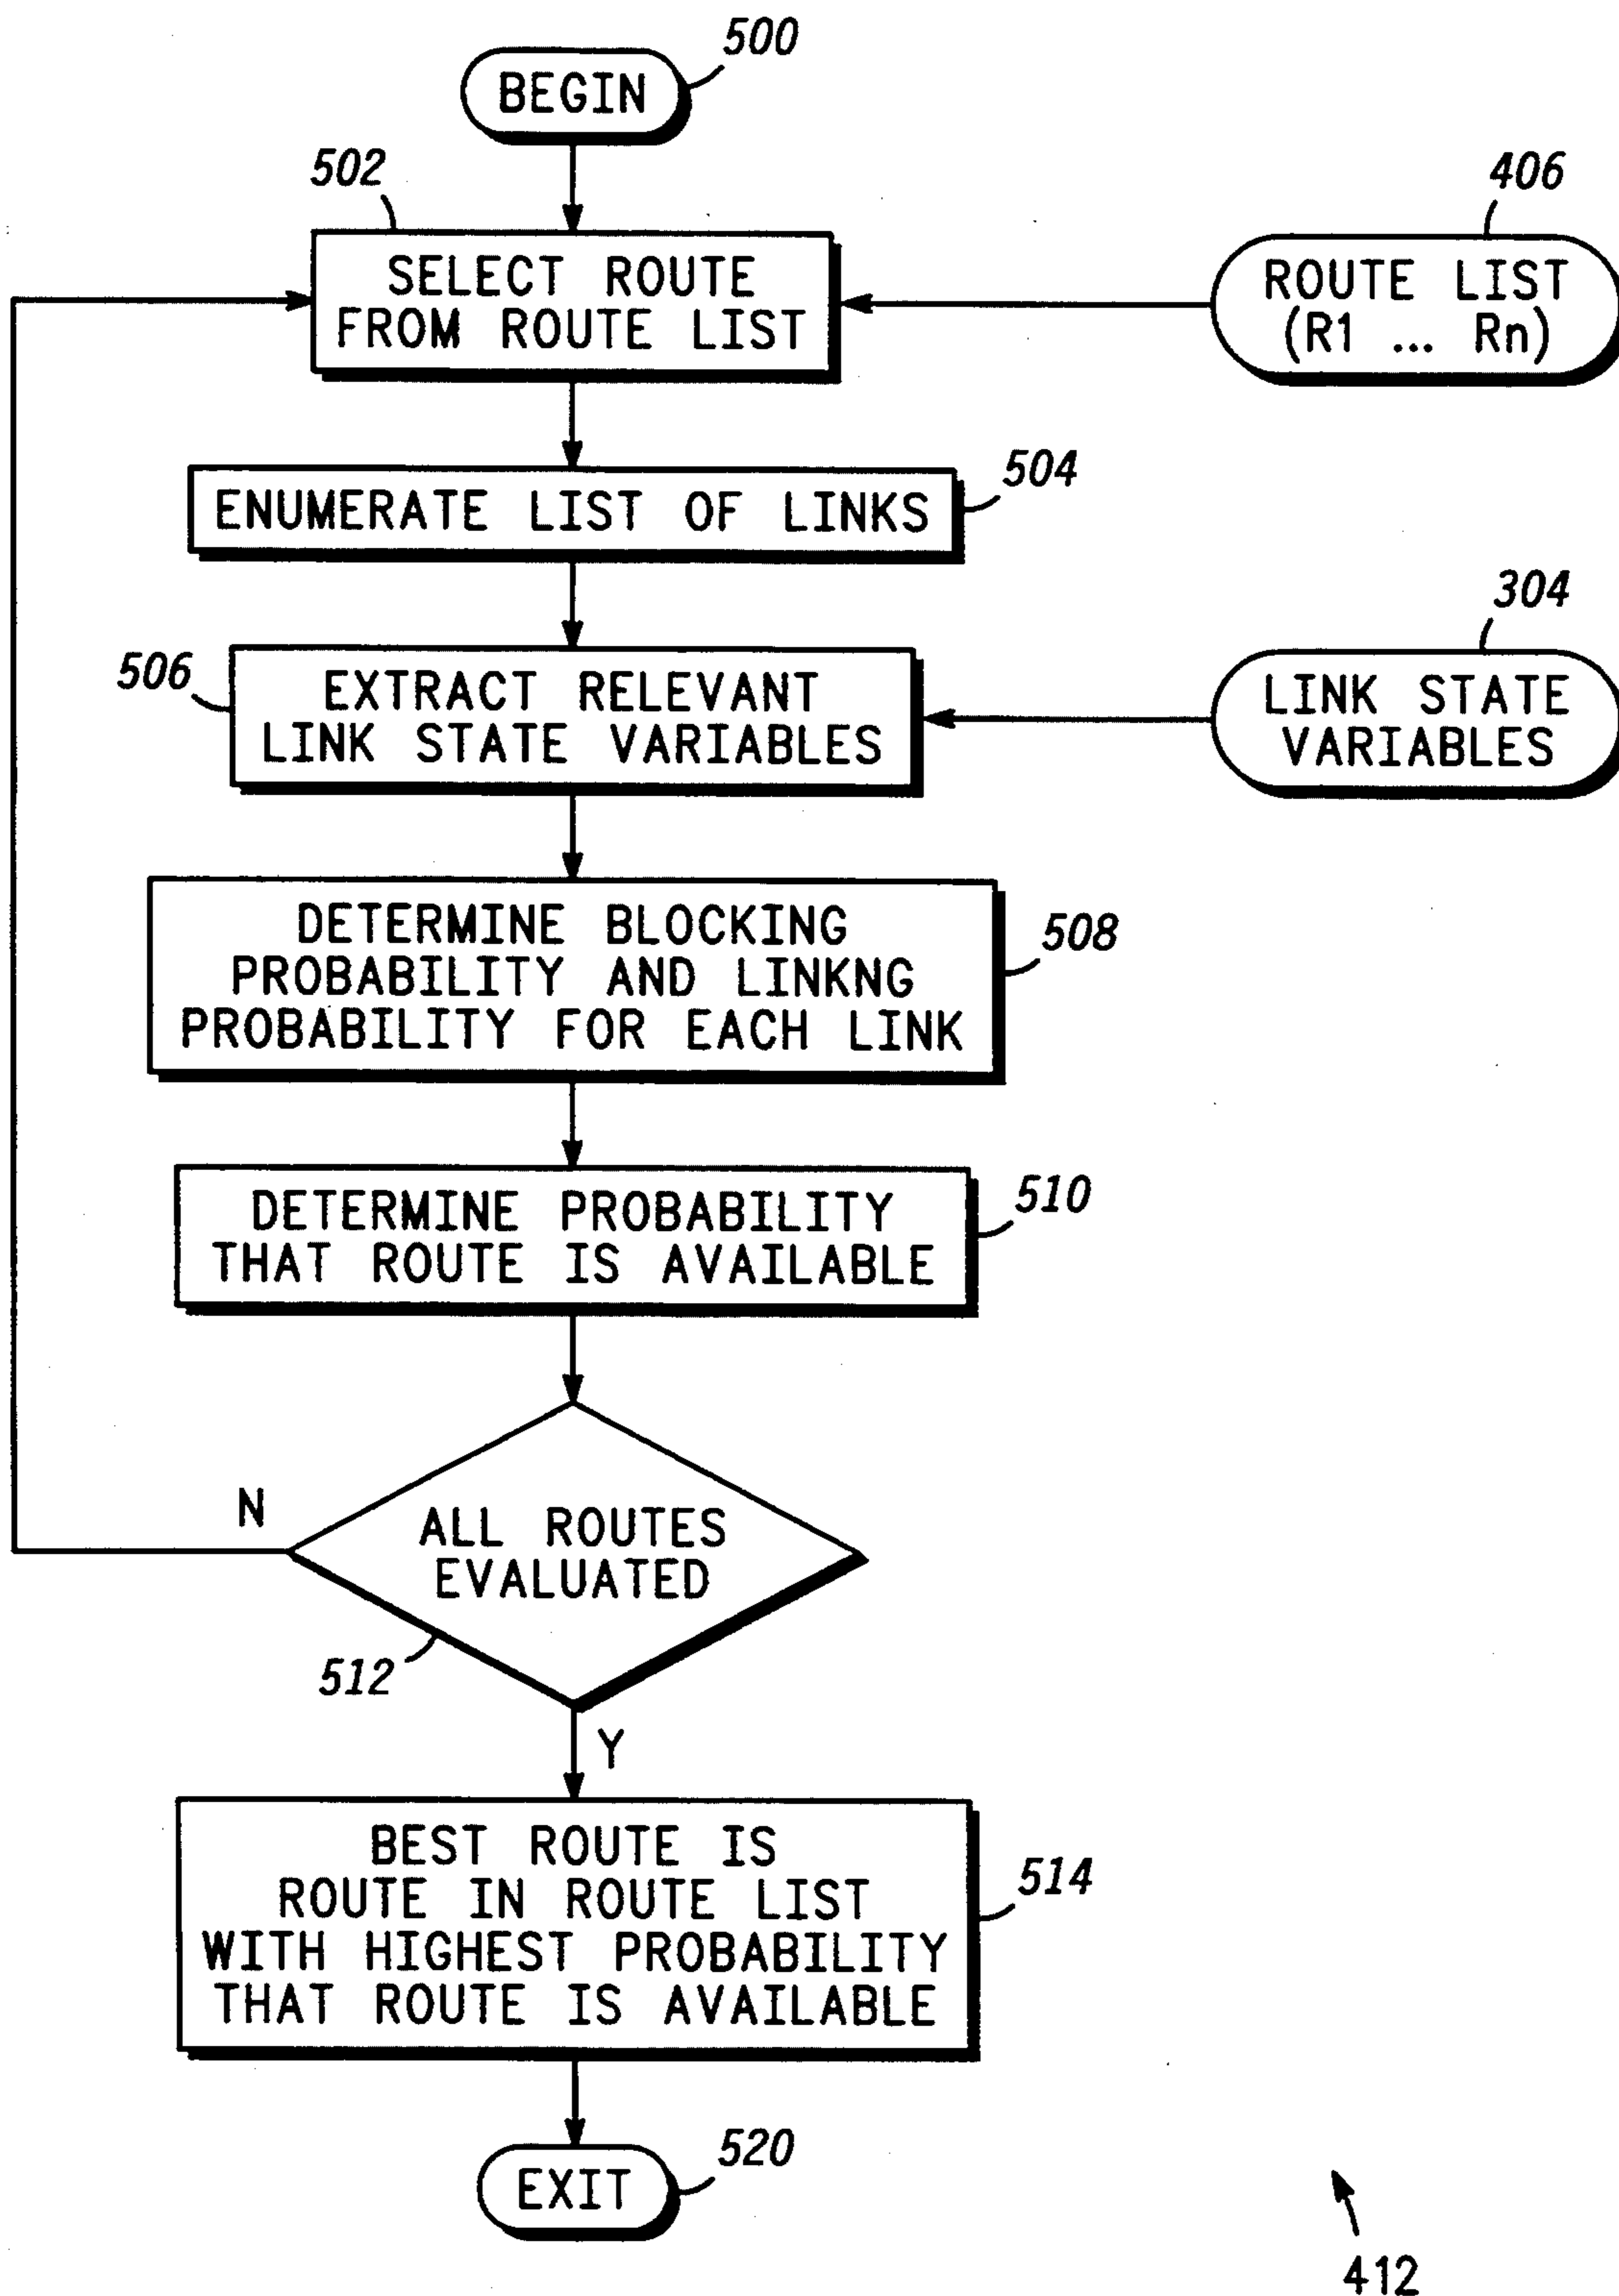 500
BEGIN
502
406
SELECT ROUTE
FROM ROUTE LIST
ROUTE LIST
(R1 ... Rn)
504
ENUMERATE LIST OF LINKS
304
506
EXTRACT RELEVANT
LINK STATE VARIABLES
LINK STATE
VARIABLES
508
DETERMINE BLOCKING
PROBABILITY AND LINKNG
PROBABILITY FOR EACH LINK
510
DETERMINE PROBABILITY
THAT ROUTE IS AVAILABLE
N
ALL ROUTES
EVALUATED
512
Y
514
BEST ROUTE IS
ROUTE IN ROUTE LIST
WITH HIGHEST PROBABILITY
THAT ROUTE IS AVAILABLE
520
EXIT
412